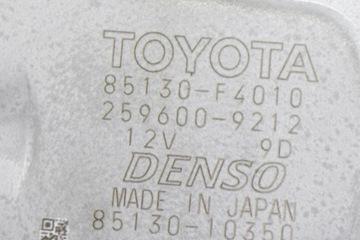 TOYOTA
85130-F4010
259600-9212
12V 9D
DENSO
MADE IN JAPAN
85130-10350